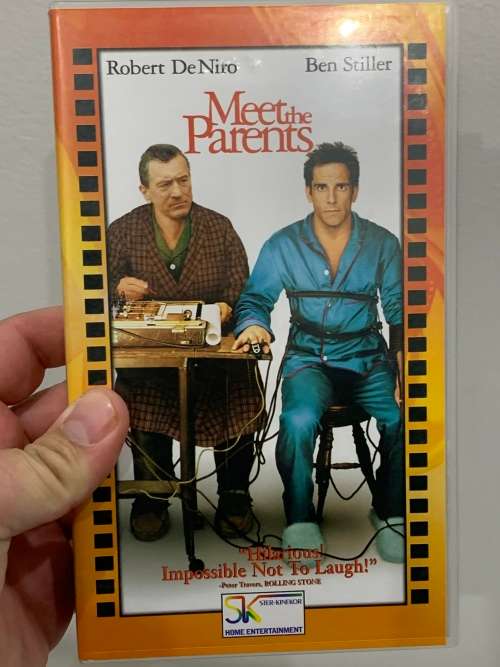 Robert De Niro Ben Stiller
Meet the
Parents
"Hilarious!
Impossible Not To Laugh!"
-Peter Travers, ROLLING STONE
SK STER-KINEKOR
HOME ENTERTAINMENT